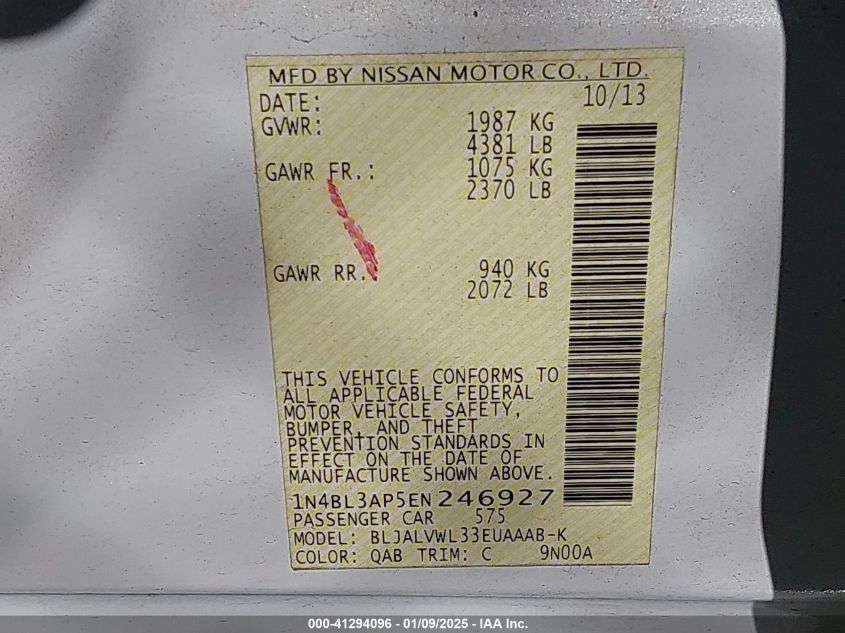 MFD BY NISSAN MOTOR CO., LTD.
DATE: 10/13
GVWR: 1987 KG
4381 LB
GAWR FR.: 1075 KG
2370 LB
GAWR RR. 940 KG
2072 LB
THIS VEHICLE CONFORMS TO
ALL APPLICABLE FEDERAL
MOTOR VEHICLE SAFETY,
BUMPER, AND THEFT
PREVENTION STANDARDS IN
EFFECT ON THE DATE OF
MANUFACTURE SHOWN ABOVE.
1N4BL3AP5EN246927
PASSENGER CAR 575
MODEL: BLJALVWL33EUAAAB-K
COLOR: QAB TRIM: C 9N00A
000-41294096 - 01/09/2025 - IAA Inc.